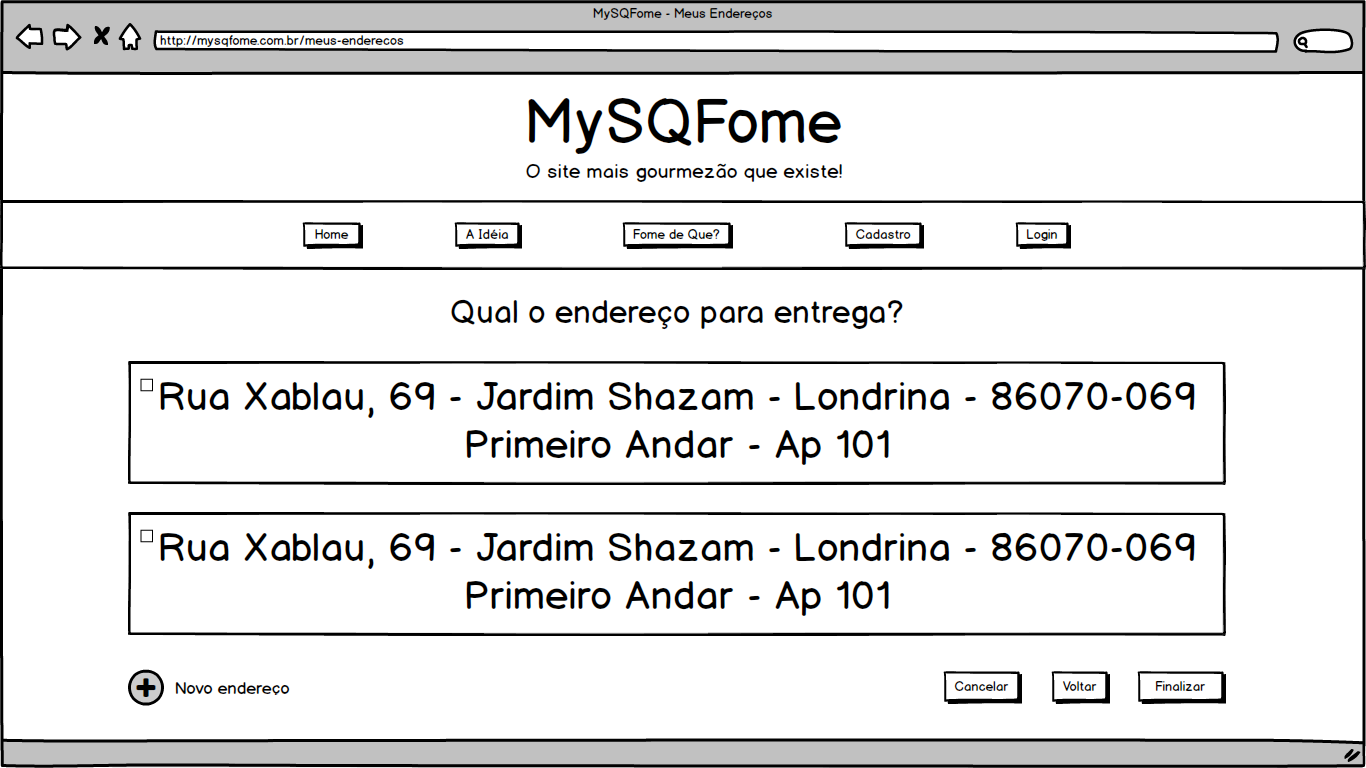 MySQFome - Meus Endereços
http://mysqfome.com.br/meus-enderecos
MySQFome
O site mais gourmezão que existe!
Home A Idéia Fome de Que? Cadastro Login
Qual o endereço para entrega?
Rua Xablau, 69 - Jardim Shazam - Londrina - 86070-069
Primeiro Andar - Ap 101
Rua Xablau, 69 - Jardim Shazam - Londrina - 86070-069
Primeiro Andar - Ap 101
Novo endereço Cancelar Voltar Finalizar